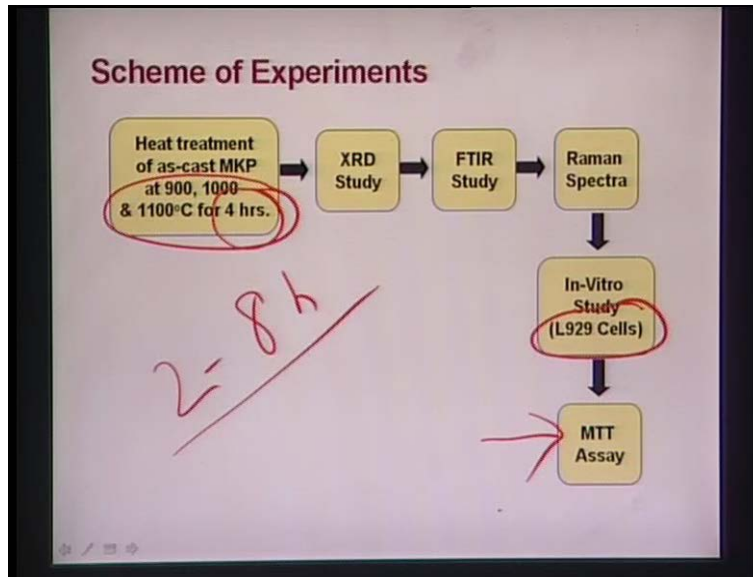 Scheme of Experiments
Heat treatment
of as-cast MKP
at 900, 1000
& 1100°C for 4 hrs.
XRD
Study
FTIR
Study
Raman
Spectra
In-Vitro
Study
(L929 Cells)
MTT
Assay
2- 8 h